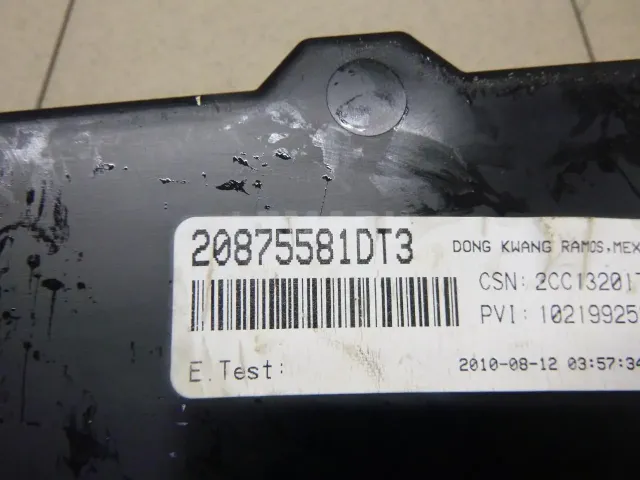 20875581DT3
DONG KWANG RAMOS, MEX
CSN: 2CC13201
PVI: 10219925
E.Test:
2010-08-12 03:57:34